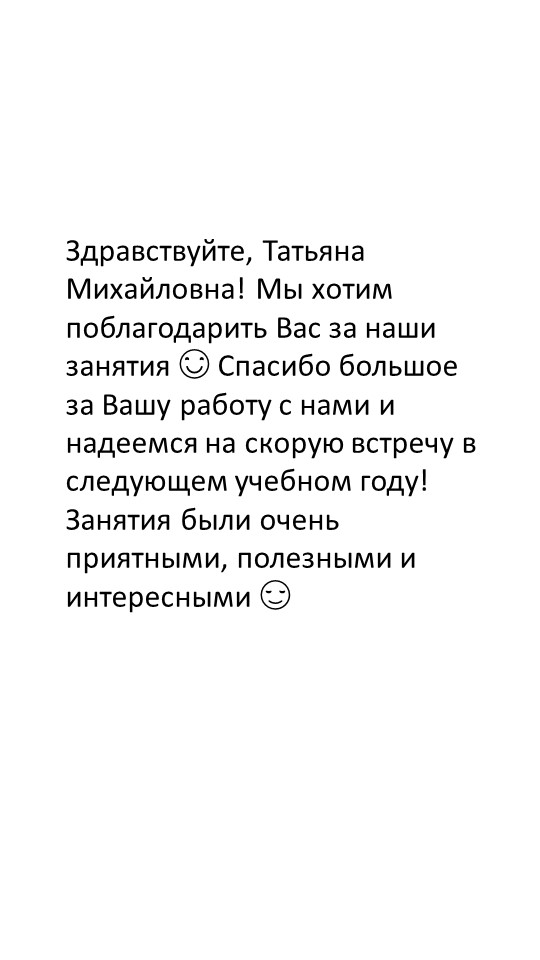 Здравствуйте, Татьяна
Михайловна! Мы хотим
поблагодарить Вас за наши
занятия 😊 Спасибо большое
за Вашу работу с нами и
надеемся на скорую встречу в
следующем учебном году!
Занятия были очень
приятными, полезными и
интересными 😌